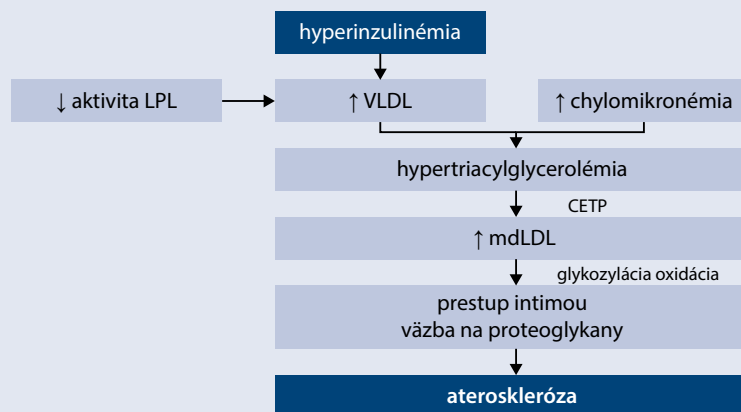 hyperinzulinémia
↓ aktivita LPL
↑ VLDL
↑ chylomikronémia
hypertriacylglycerolémia
CETP
↑ mdLDL
glykozylácia oxidácia
prestup intimou
väzba na proteoglykany
ateroskleróza